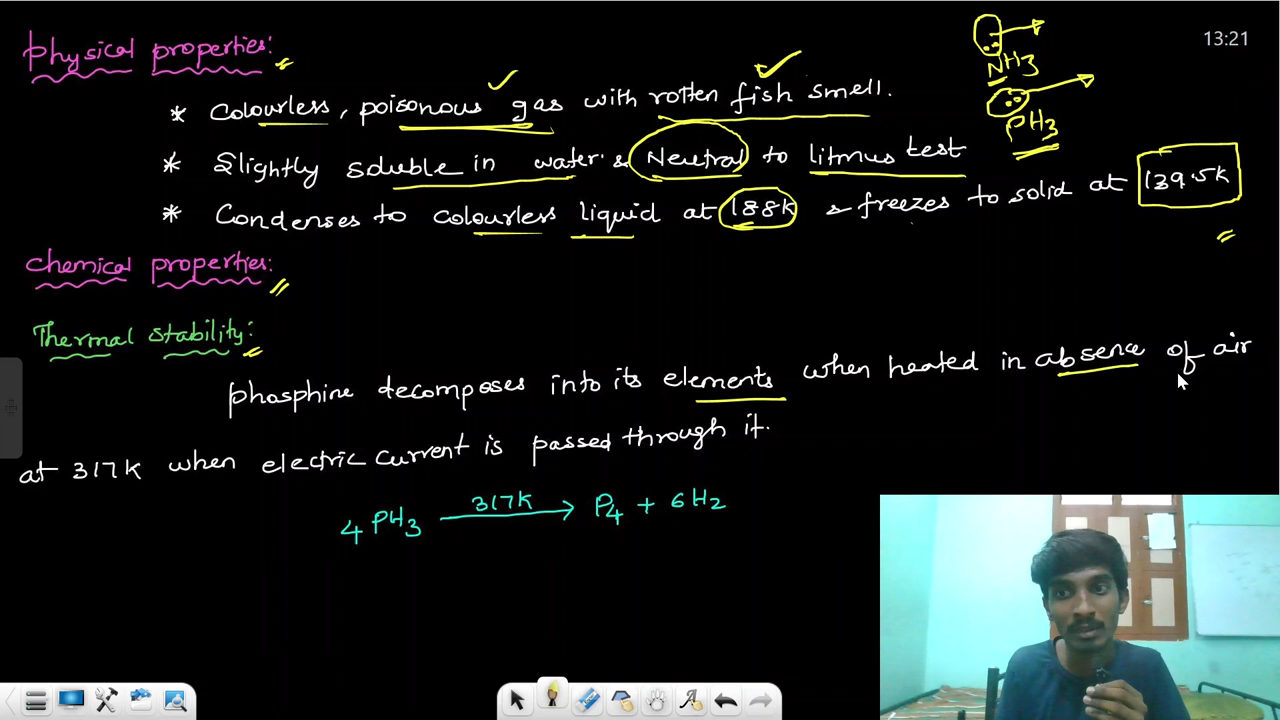 Physical properties:
13:21
NH3
* Colourless, poisonous gas with rotten fish smell.
PH3
* Slightly soluble in water & Neutral to litmus test
* Condenses to colourless liquid at 188K & freezes to solid at 139.5K
Chemical properties:
Thermal stability:
phosphine decomposes into its elements when heated in absence of air
at 317K when electric current is passed through it.
4 PH3 317K → P4 + 6H2